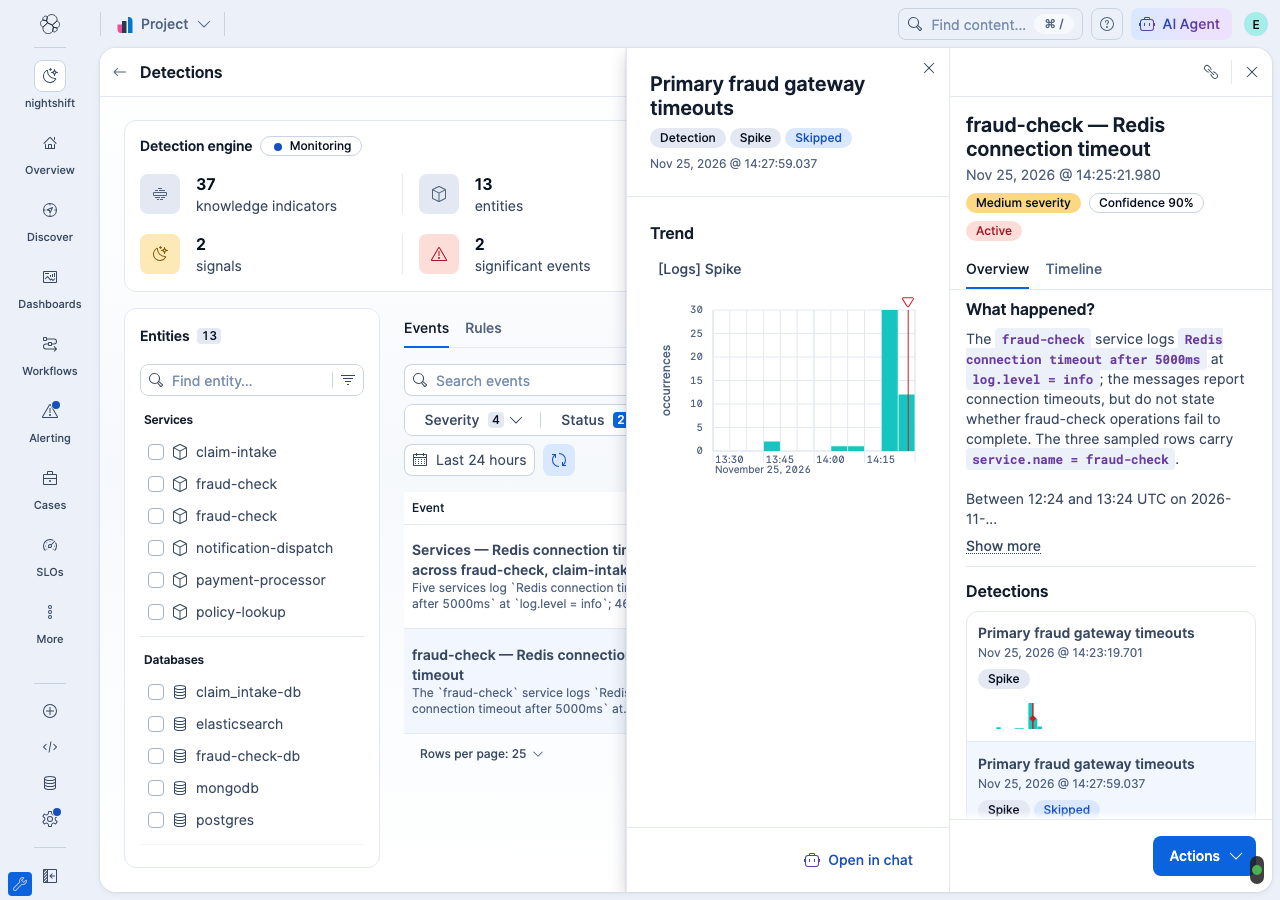 Project
Find content...
⌘ /
AI Agent
E
nightshift
Overview
Discover
Dashboards
Workflows
Alerting
Cases
SLOs
More
Detections
Detection engine
Monitoring
37
knowledge indicators
13
entities
2
signals
2
significant events
Entities 13
Find entity...
Services
claim-intake
fraud-check
fraud-check
notification-dispatch
payment-processor
policy-lookup
Databases
claim_intake-db
elasticsearch
fraud-check-db
mongodb
postgres
Events
Rules
Search events
Severity 4
Status 2
Last 24 hours
Event
Services — Redis connection
across fraud-check,
Five services log `Redis connection
after 5000ms` at `log.level = info`;
fraud-check — Redis
timeout
The `fraud-check` service logs
connection timeout after 5000ms` at
Rows per page: 25
Primary fraud gateway
timeouts
Detection
Spike
Skipped
Nov 25, 2026 @ 14:27:59.037
Trend
[Logs] Spike
occurrences
30
25
20
15
10
5
0
13:30
13:45
14:00
14:15
November 25, 2026
Open in chat
fraud-check — Redis
connection timeout
Nov 25, 2026 @ 14:25:21.980
Medium severity
Confidence 90%
Active
Overview
Timeline
What happened?
The fraud-check service logs Redis
connection timeout after 5000ms at
log.level = info ; the messages report
connection timeouts, but do not state
whether fraud-check operations fail to
complete. The three sampled rows carry
service.name = fraud-check .
Between 12:24 and 13:24 UTC on 2026-
11-...
Show more
Detections
Primary fraud gateway timeouts
Nov 25, 2026 @ 14:23:19.701
Spike
Primary fraud gateway timeouts
Nov 25, 2026 @ 14:27:59.037
Spike
Skipped
Actions